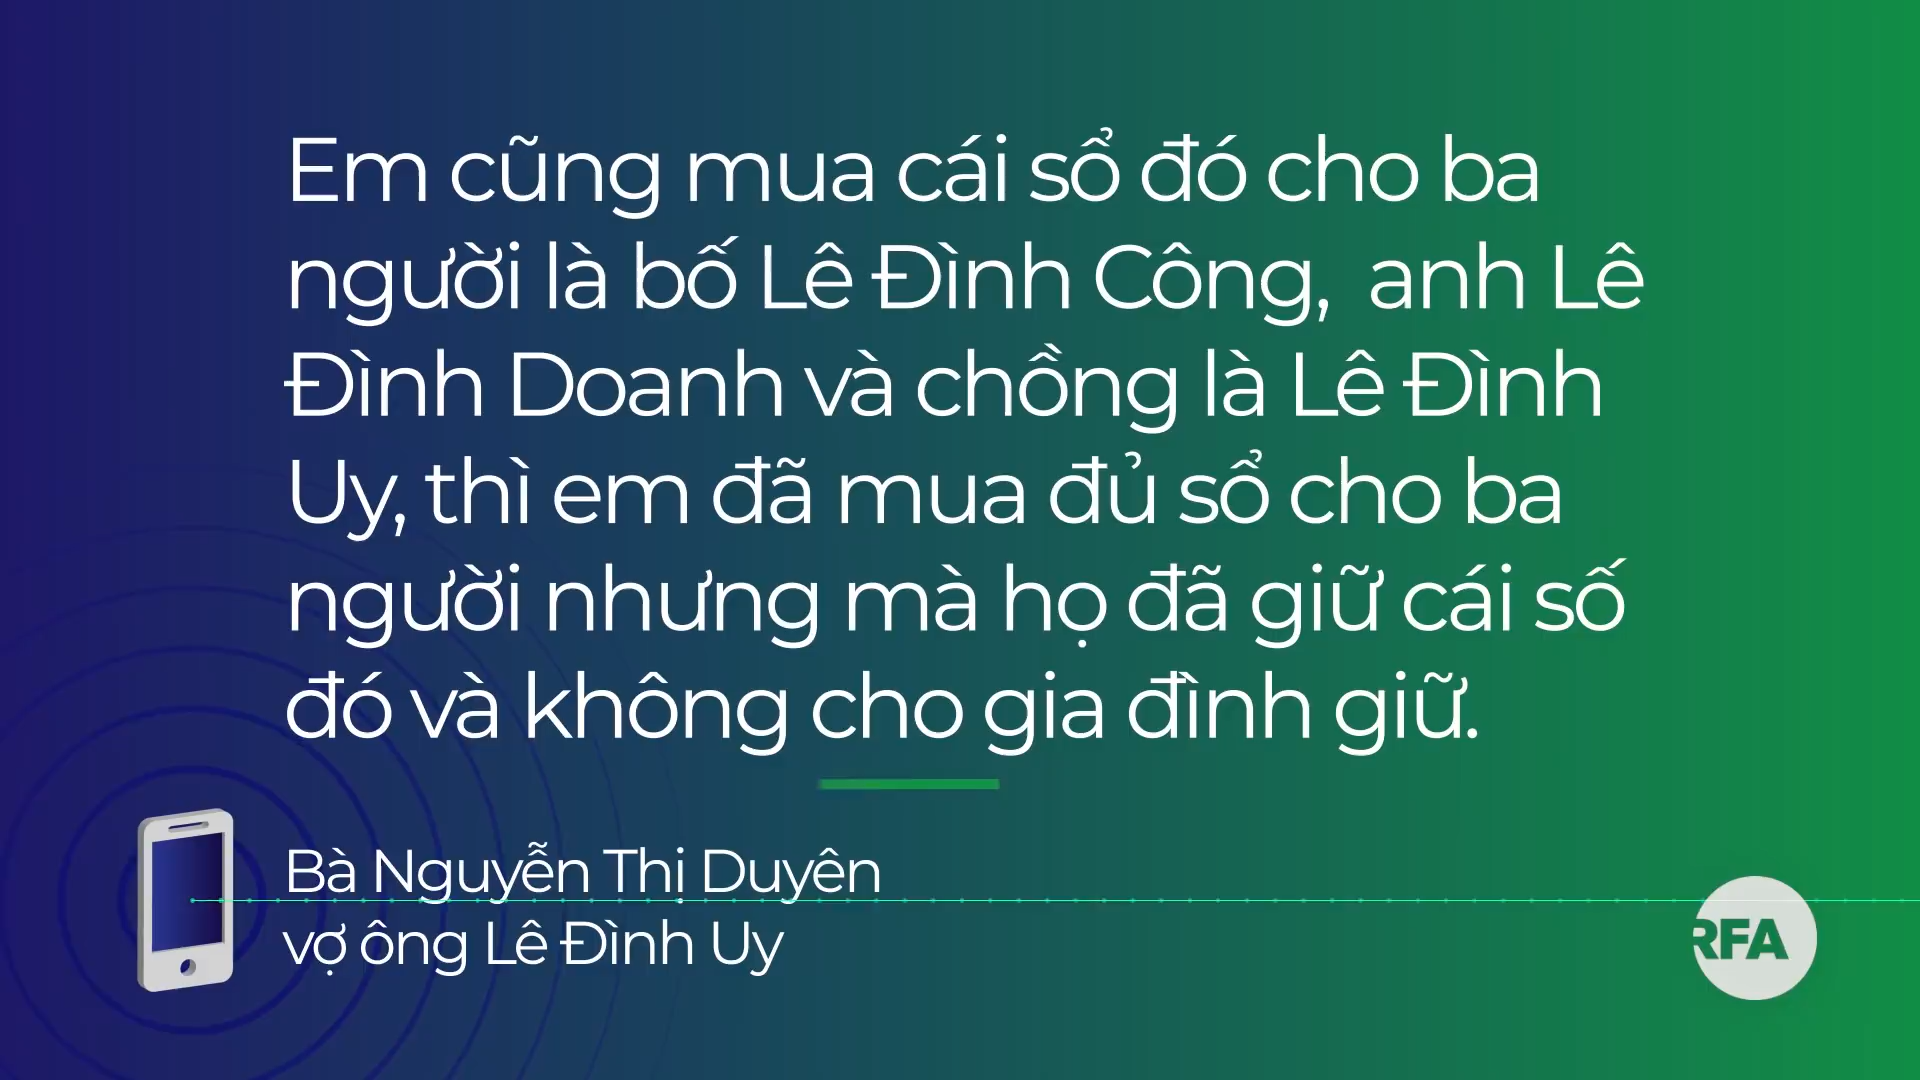 Em cũng mua cái sổ đó cho ba
người là bố Lê Đình Công, anh Lê
Đình Doanh và chồng là Lê Đình
Uy, thì em đã mua đủ sổ cho ba
người nhưng mà họ đã giữ cái số
đó và không cho gia đình giữ.
Bà Nguyễn Thị Duyên
vợ ông Lê Đình Uy
RFA